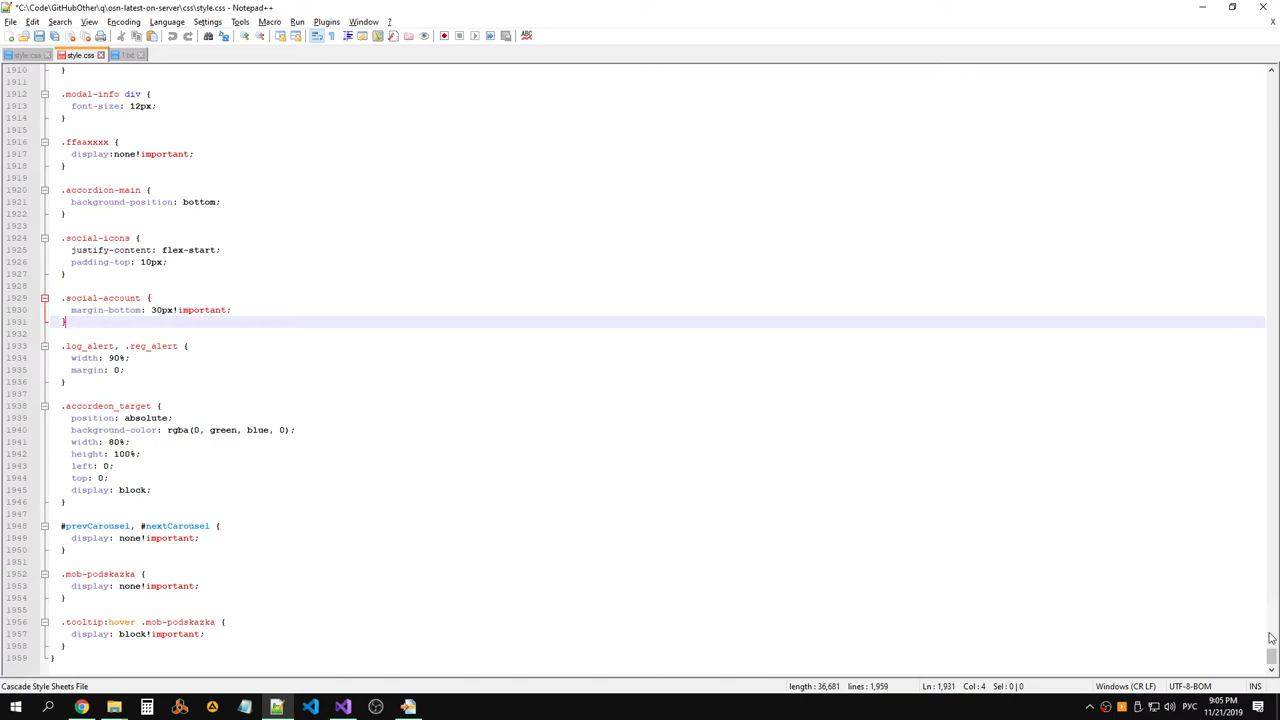 *C:\Code\GitHubOther\q\osn-latest-on-server\css\style.css - Notepad++
File Edit Search View Encoding Language Settings Tools Macro Run Plugins Window ?
style.css style.css 1.txt
1910 }
1911
1912 .modal-info div {
1913 font-size: 12px;
1914 }
1915
1916 .ffaaxxxx {
1917 display:none!important;
1918 }
1919
1920 .accordion-main {
1921 background-position: bottom;
1922 }
1923
1924 .social-icons {
1925 justify-content: flex-start;
1926 padding-top: 10px;
1927 }
1928
1929 .social-account {
1930 margin-bottom: 30px!important;
1931 }
1932
1933 .log_alert, .reg_alert {
1934 width: 90%;
1935 margin: 0;
1936 }
1937
1938 .accordeon_target {
1939 position: absolute;
1940 background-color: rgba(0, green, blue, 0);
1941 width: 80%;
1942 height: 100%;
1943 left: 0;
1944 top: 0;
1945 display: block;
1946 }
1947
1948 #prevCarousel, #nextCarousel {
1949 display: none!important;
1950 }
1951
1952 .mob-podskazka {
1953 display: none!important;
1954 }
1955
1956 .tooltip:hover .mob-podskazka {
1957 display: block!important;
1958 }
1959 }
Cascade Style Sheets File length : 36,681 lines : 1,959 Ln : 1,931 Col : 4 Sel : 0 | 0 Windows (CR LF) UTF-8-BOM INS
РУС 9:05 PM
11/21/2019